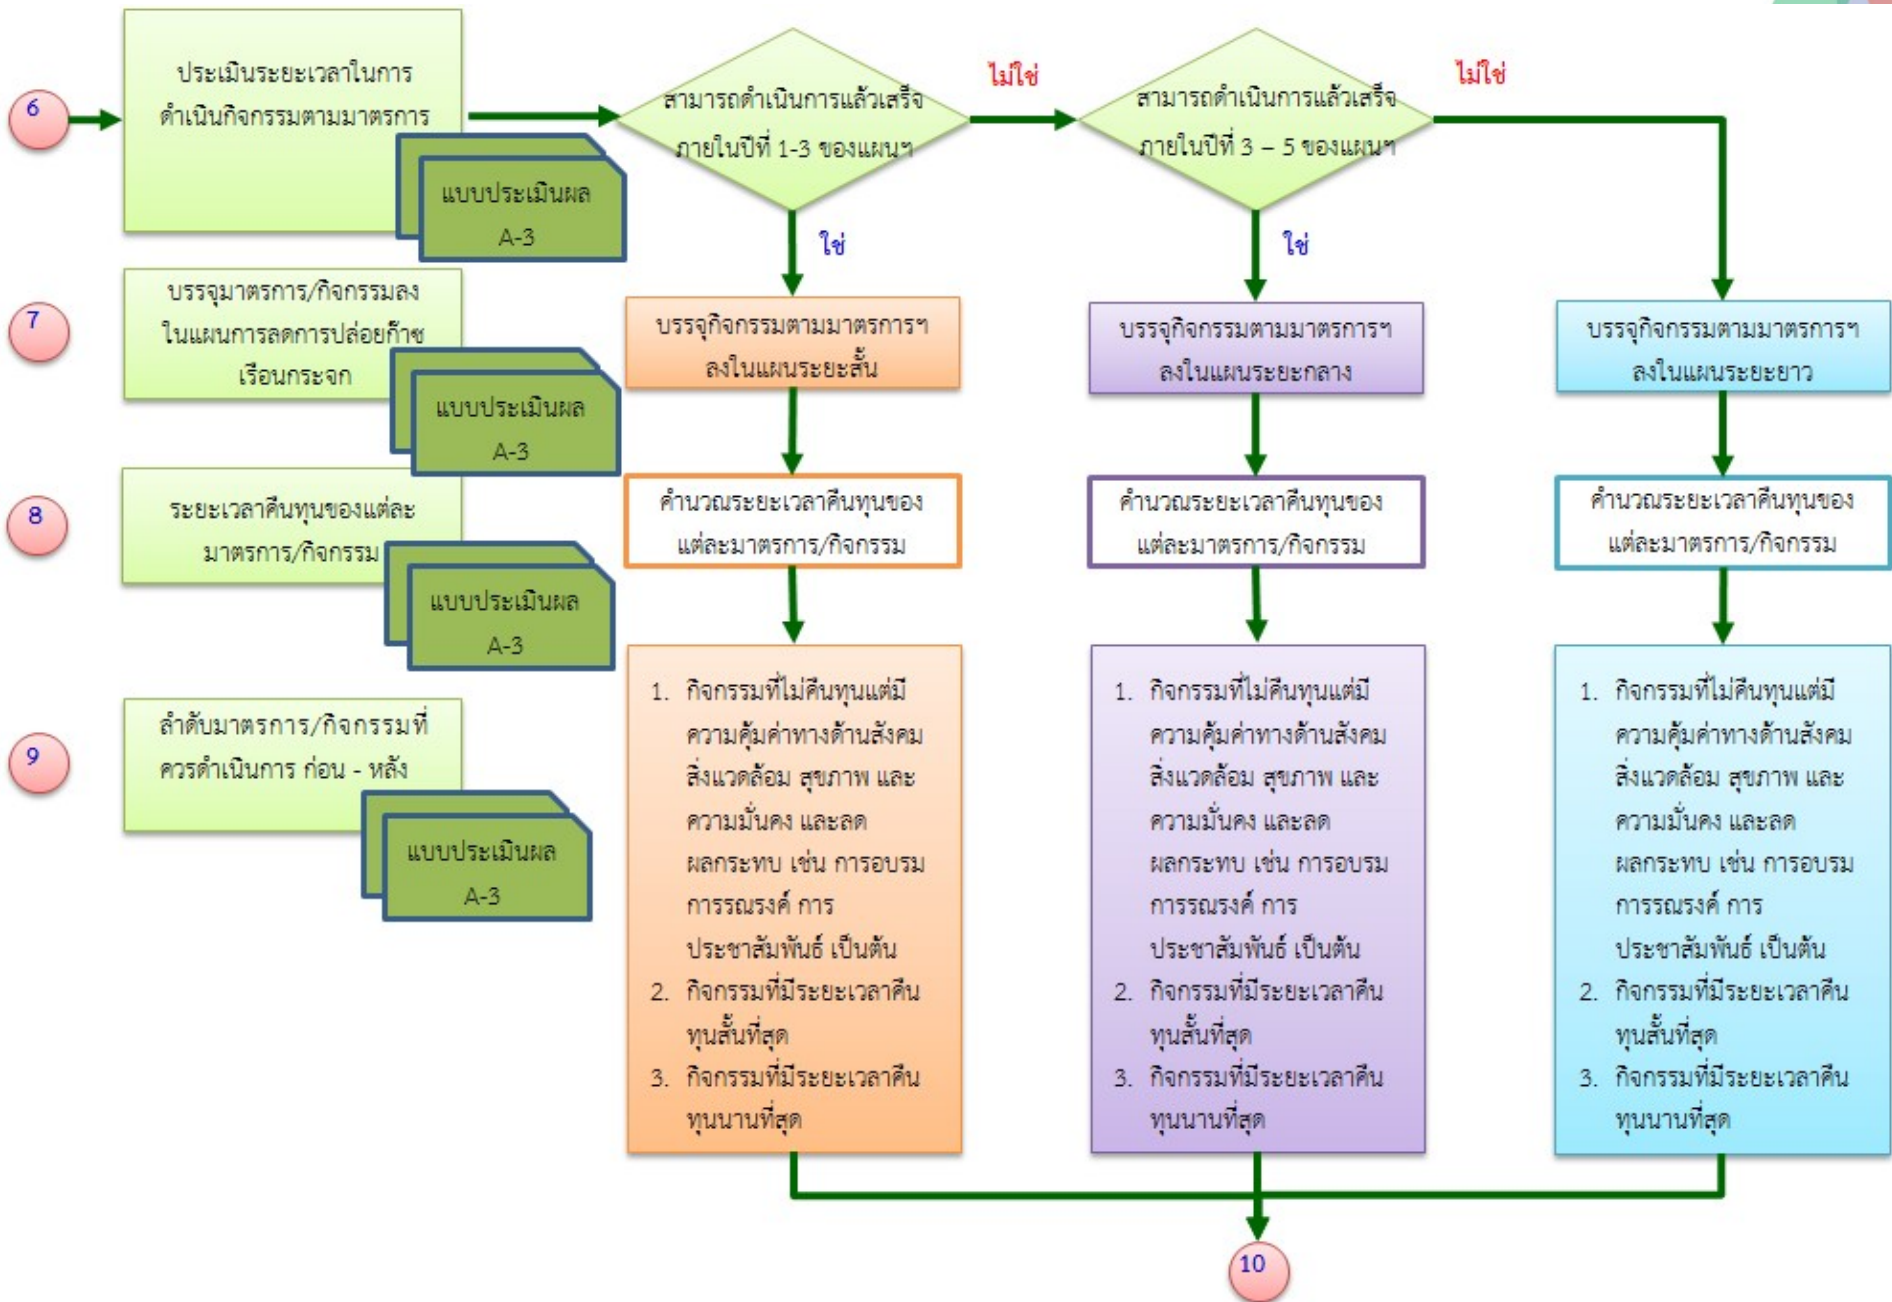 6
ประเมินระยะเวลาในการ
ดำเนินกิจกรรมตามมาตรการ
แบบประเมินผล
A-3
สามารถดำเนินการแล้วเสร็จ
ภายในปีที่ 1-3 ของแผนฯ
ไม่ใช่
สามารถดำเนินการแล้วเสร็จ
ภายในปีที่ 3 – 5 ของแผนฯ
ไม่ใช่
ใช่
ใช่
7
บรรจุมาตรการ/กิจกรรมลง
ในแผนการลดการปล่อยก๊าซ
เรือนกระจก
แบบประเมินผล
A-3
บรรจุกิจกรรมตามมาตรการฯ
ลงในแผนระยะสั้น
บรรจุกิจกรรมตามมาตรการฯ
ลงในแผนระยะกลาง
บรรจุกิจกรรมตามมาตรการฯ
ลงในแผนระยะยาว
8
ระยะเวลาคืนทุนของแต่ละ
มาตรการ/กิจกรรม
แบบประเมินผล
A-3
คำนวณระยะเวลาคืนทุนของ
แต่ละมาตรการ/กิจกรรม
คำนวณระยะเวลาคืนทุนของ
แต่ละมาตรการ/กิจกรรม
คำนวณระยะเวลาคืนทุนของ
แต่ละมาตรการ/กิจกรรม
9
ลำดับมาตรการ/กิจกรรมที่
ควรดำเนินการ ก่อน - หลัง
แบบประเมินผล
A-3
1. กิจกรรมที่ไม่คืนทุนแต่มี
ความคุ้มค่าทางด้านสังคม
สิ่งแวดล้อม สุขภาพ และ
ความมั่นคง และลด
ผลกระทบ เช่น การอบรม
การรณรงค์ การ
ประชาสัมพันธ์ เป็นต้น
2. กิจกรรมที่มีระยะเวลาคืน
ทุนสั้นที่สุด
3. กิจกรรมที่มีระยะเวลาคืน
ทุนนานที่สุด
1. กิจกรรมที่ไม่คืนทุนแต่มี
ความคุ้มค่าทางด้านสังคม
สิ่งแวดล้อม สุขภาพ และ
ความมั่นคง และลด
ผลกระทบ เช่น การอบรม
การรณรงค์ การ
ประชาสัมพันธ์ เป็นต้น
2. กิจกรรมที่มีระยะเวลาคืน
ทุนสั้นที่สุด
3. กิจกรรมที่มีระยะเวลาคืน
ทุนนานที่สุด
1. กิจกรรมที่ไม่คืนทุนแต่มี
ความคุ้มค่าทางด้านสังคม
สิ่งแวดล้อม สุขภาพ และ
ความมั่นคง และลด
ผลกระทบ เช่น การอบรม
การรณรงค์ การ
ประชาสัมพันธ์ เป็นต้น
2. กิจกรรมที่มีระยะเวลาคืน
ทุนสั้นที่สุด
3. กิจกรรมที่มีระยะเวลาคืน
ทุนนานที่สุด
10